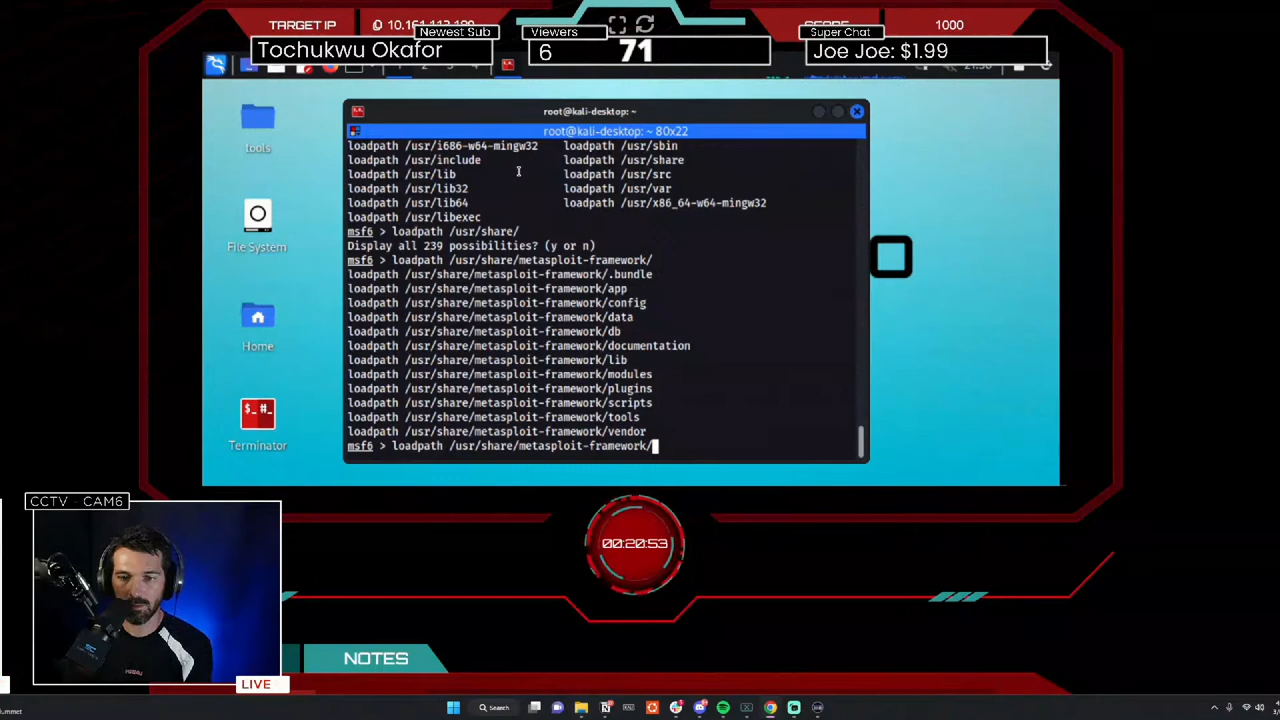 TARGET IP
Newest Sub
Tochukwu Okafor
Viewers
6
71
1000
Super Chat
Joe Joe: $1.99
tools
File System
Home
Terminator
root@kali-desktop: ~
root@kali-desktop: ~ 80x22
loadpath /usr/i686-w64-mingw32 loadpath /usr/sbin
loadpath /usr/include loadpath /usr/share
loadpath /usr/lib loadpath /usr/src
loadpath /usr/lib32 loadpath /usr/var
loadpath /usr/lib64 loadpath /usr/x86_64-w64-mingw32
loadpath /usr/libexec
msf6 > loadpath /usr/share/
Display all 239 possibilities? (y or n)
msf6 > loadpath /usr/share/metasploit-framework/
loadpath /usr/share/metasploit-framework/.bundle
loadpath /usr/share/metasploit-framework/app
loadpath /usr/share/metasploit-framework/config
loadpath /usr/share/metasploit-framework/data
loadpath /usr/share/metasploit-framework/db
loadpath /usr/share/metasploit-framework/documentation
loadpath /usr/share/metasploit-framework/lib
loadpath /usr/share/metasploit-framework/modules
loadpath /usr/share/metasploit-framework/plugins
loadpath /usr/share/metasploit-framework/scripts
loadpath /usr/share/metasploit-framework/tools
loadpath /usr/share/metasploit-framework/vendor
msf6 > loadpath /usr/share/metasploit-framework/
CCTV - CAM6
00:20:53
NOTES
LIVE
Search